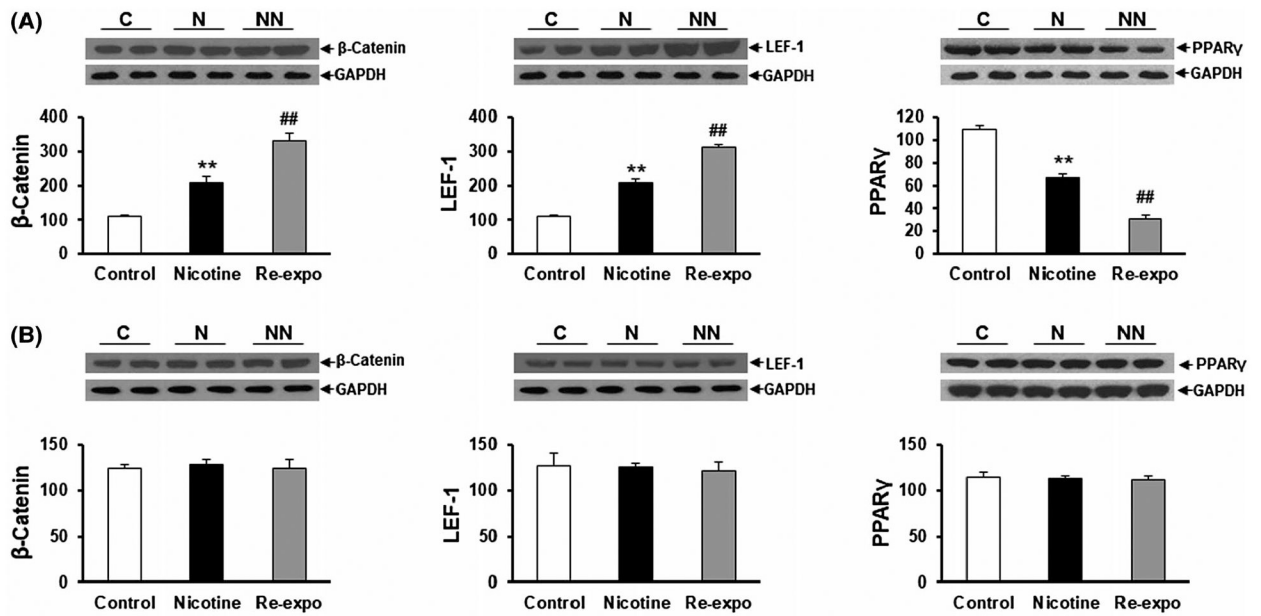 (A)
C N NN
β-Catenin
GAPDH
C N NN
LEF-1
GAPDH
C N NN
PPARγ
GAPDH
β-Catenin
400
300
200
100
0
**
##
Control Nicotine Re-expo
LEF-1
400
300
200
100
0
**
##
Control Nicotine Re-expo
PPARγ
120
100
80
60
40
20
0
**
##
Control Nicotine Re-expo
(B)
C N NN
β-Catenin
GAPDH
C N NN
LEF-1
GAPDH
C N NN
PPARγ
GAPDH
β-Catenin
150
100
50
0
Control Nicotine Re-expo
LEF-1
150
100
50
0
Control Nicotine Re-expo
PPARγ
150
100
50
0
Control Nicotine Re-expo